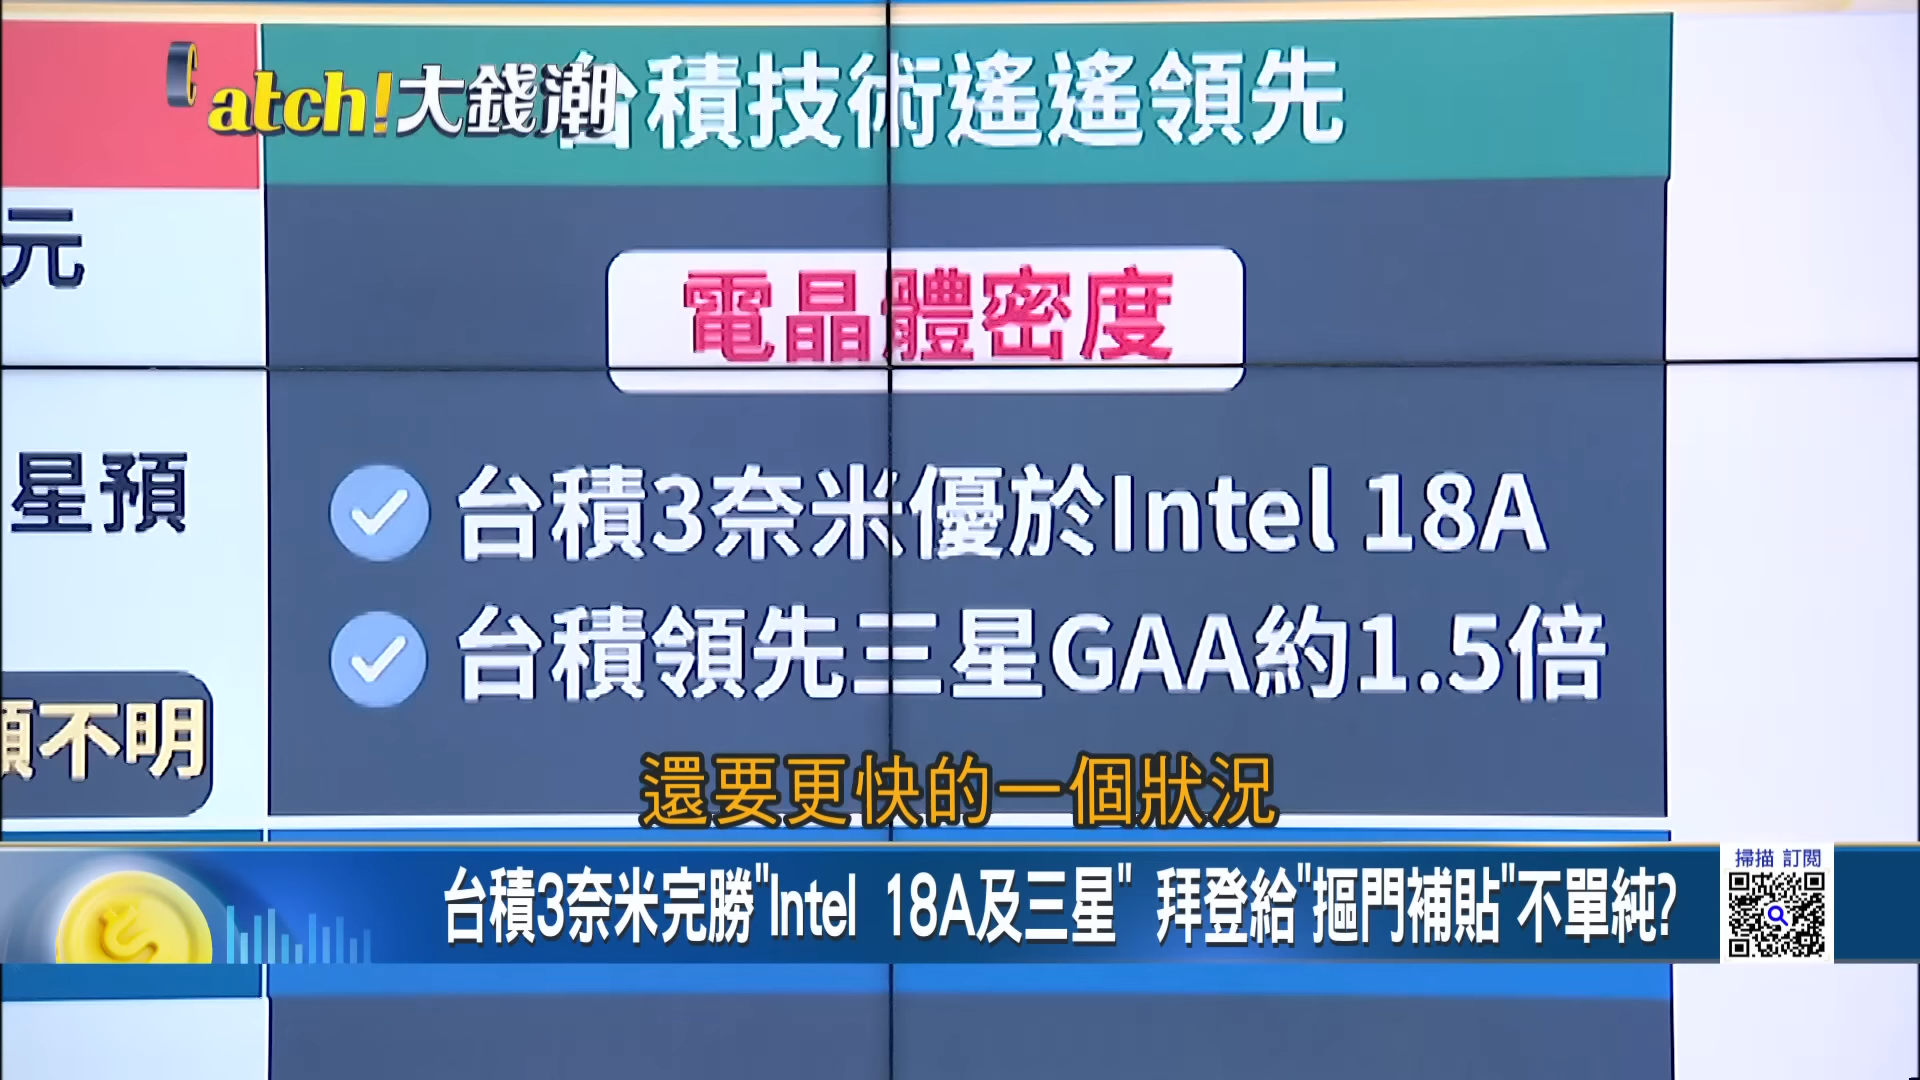 Catch!大錢潮
台積技術遙遙領先
元
電晶體密度
星預
台積3奈米優於Intel 18A
台積領先三星GAA約1.5倍
不明
還要更快的一個狀況
台積3奈米完勝"Intel 18A及三星" 拜登給"摳門補貼"不單純?
掃描 訂閱